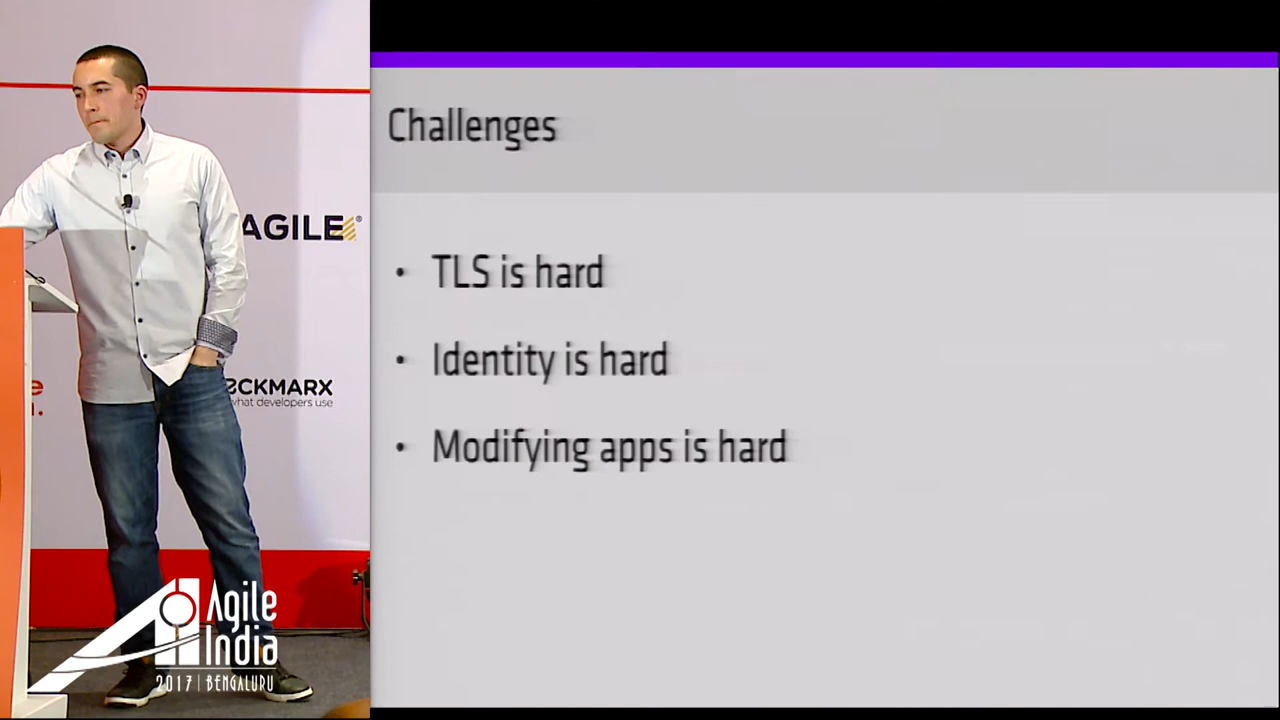 Challenges
• TLS is hard
• Identity is hard
• Modifying apps is hard
AGILE®
CKMARX
what developers use
Agile
India
2017 | BENGALURU